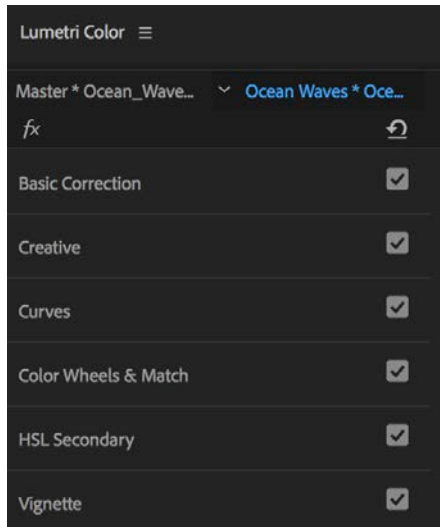 Lumetri Color
Master * Ocean_Wave... Ocean Waves * Oce...
fx
Basic Correction
Creative
Curves
Color Wheels & Match
HSL Secondary
Vignette